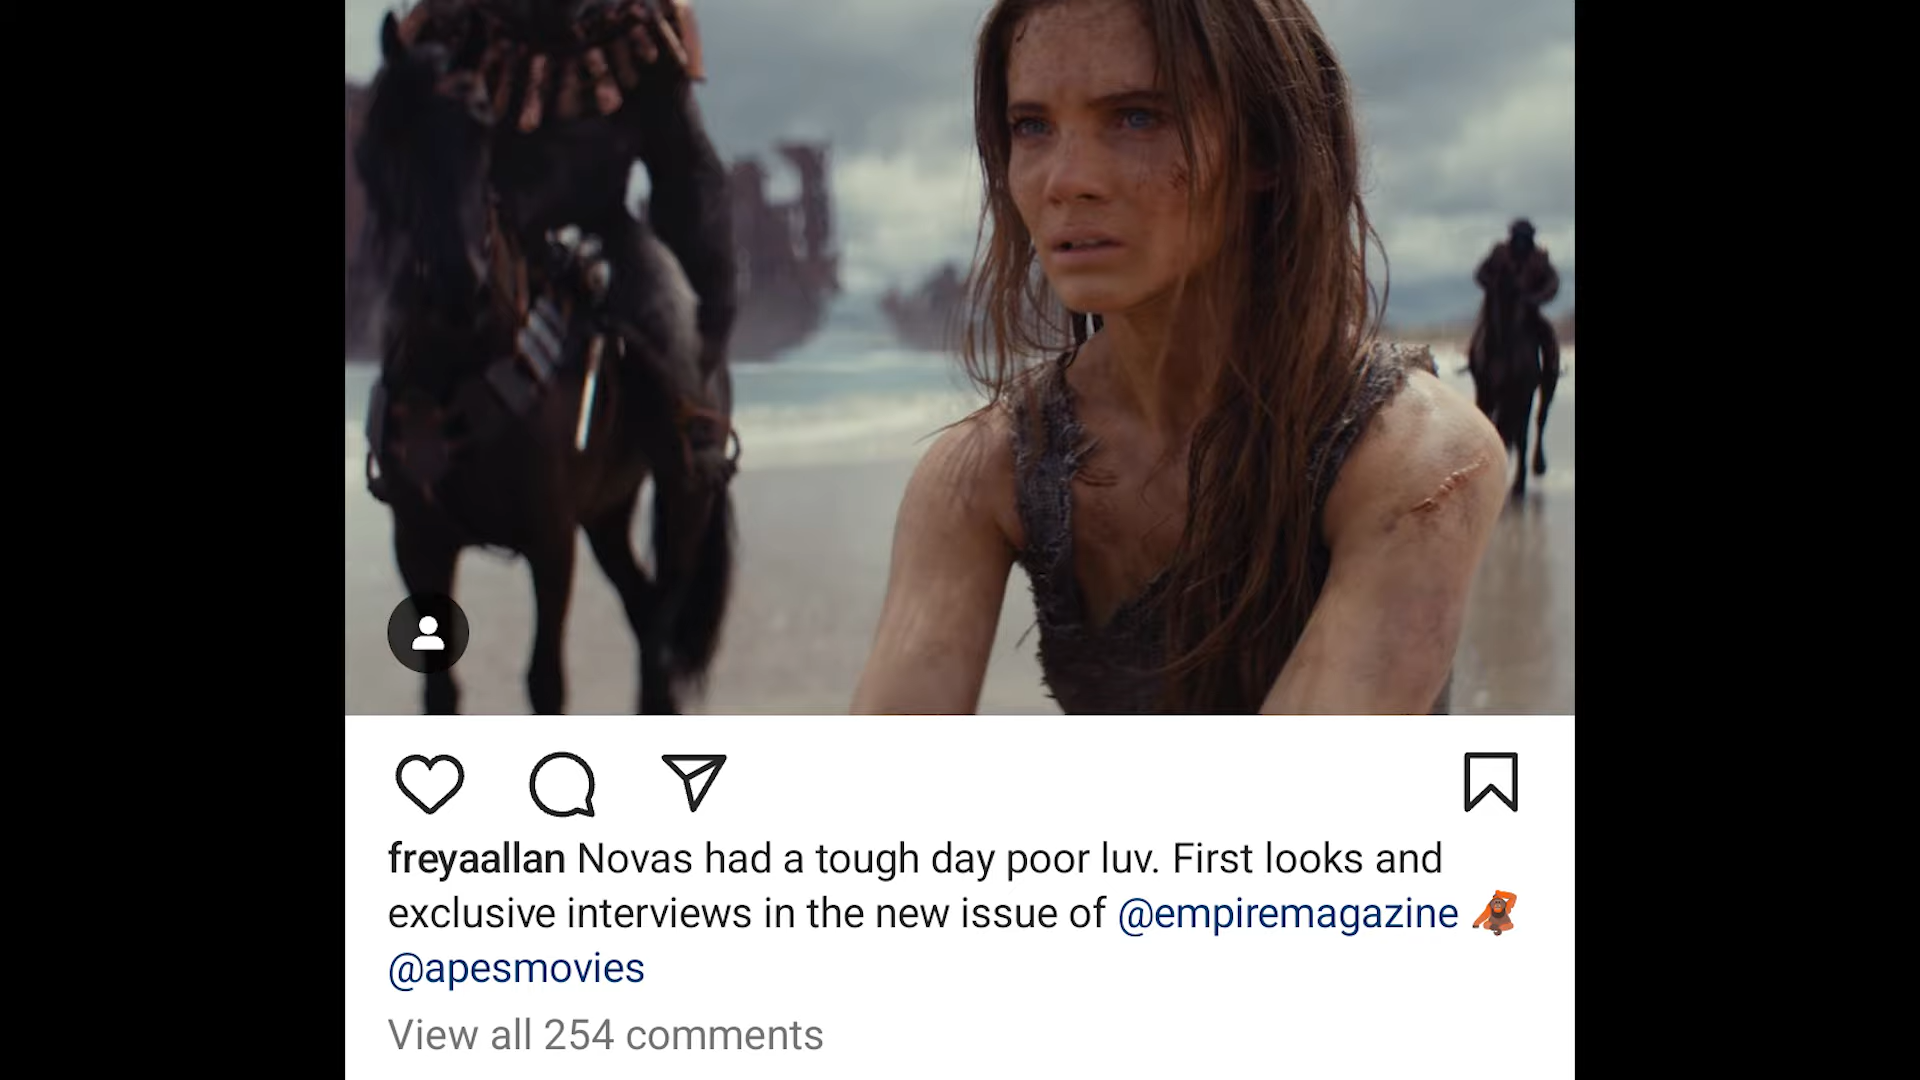 freyaallan Novas had a tough day poor luv. First looks and
exclusive interviews in the new issue of @empiremagazine 🦧
@apesmovies
View all 254 comments